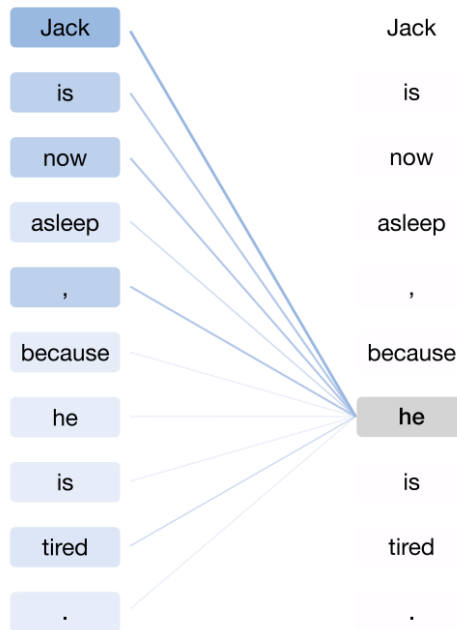 Jack Jack
is is
now now
asleep asleep
, ,
because because
he he
is is
tired tired
. .